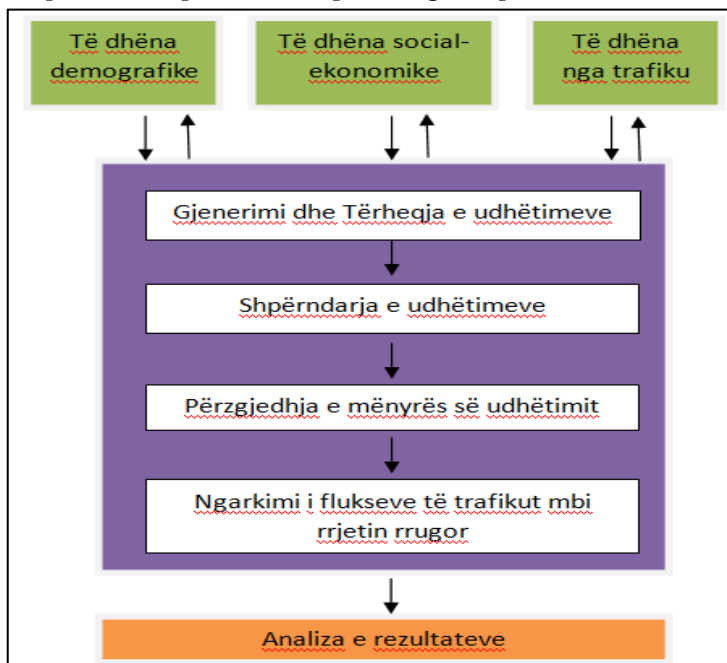 Të dhëna
demografike
Të dhëna social-
ekonomike
Të dhëna
nga trafiku
Gjenerimi dhe Tërheqja e udhëtimeve
Shpërndarja e udhëtimeve
Përzgjedhja e mënyrës së udhëtimit
Ngarkimi i flukseve të trafikut mbi
rrjetin rrugor
Analiza e rezultateve